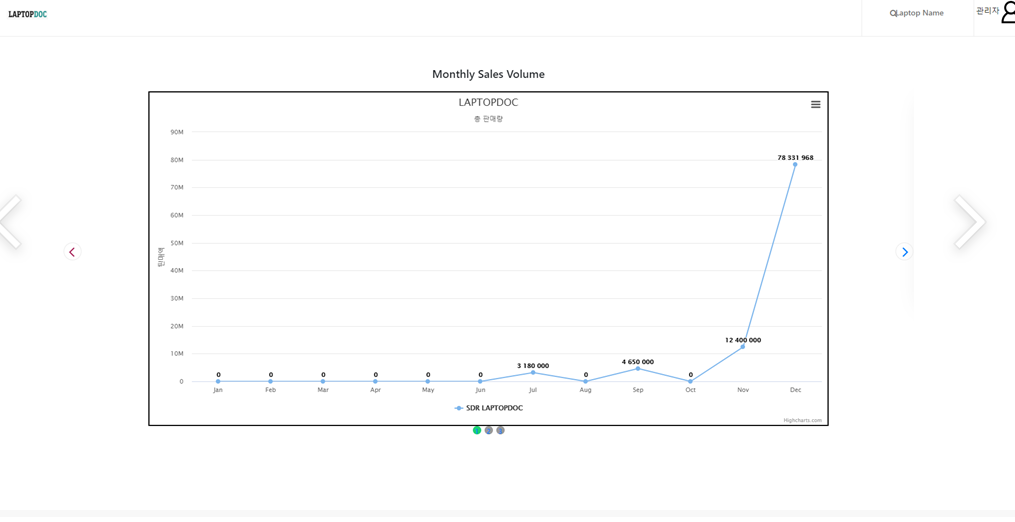 LAPTOPDOC
Laptop Name
관리자
Monthly Sales Volume
LAPTOPDOC
총 판매량
90M
80M
70M
60M
50M
40M
30M
20M
10M
0
판매액
0
0
0
0
0
0
3 180 000
0
4 650 000
0
12 400 000
78 331 968
Jan
Feb
Mar
Apr
May
Jun
Jul
Aug
Sep
Oct
Nov
Dec
SDR LAPTOPDOC
Highcharts.com